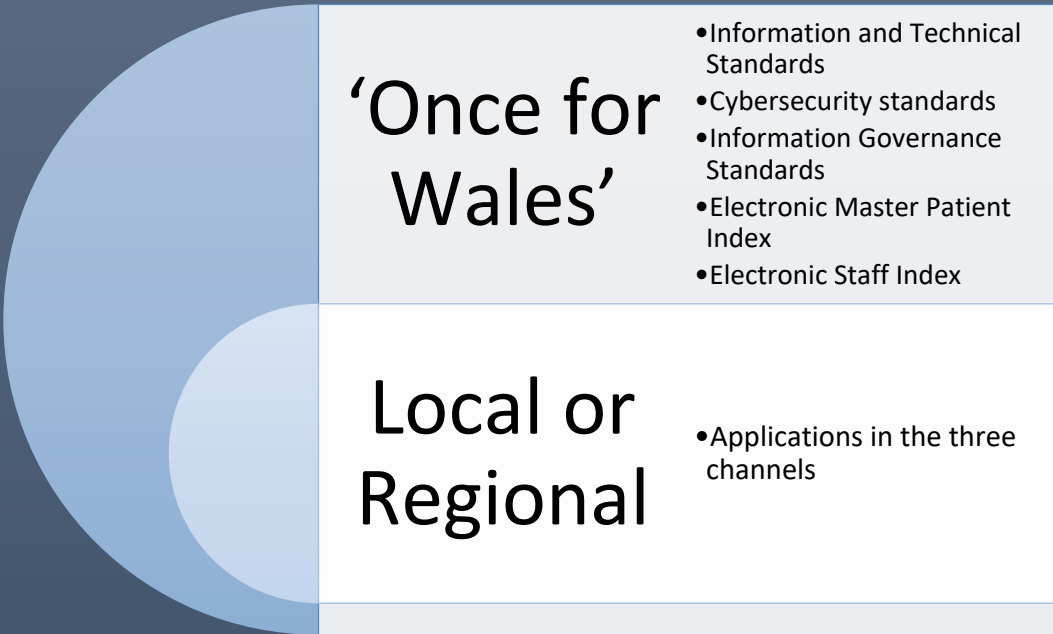 ‘Once for
Wales’
•Information and Technical
Standards
•Cybersecurity standards
•Information Governance
Standards
•Electronic Master Patient
Index
•Electronic Staff Index
Local or
Regional
•Applications in the three
channels